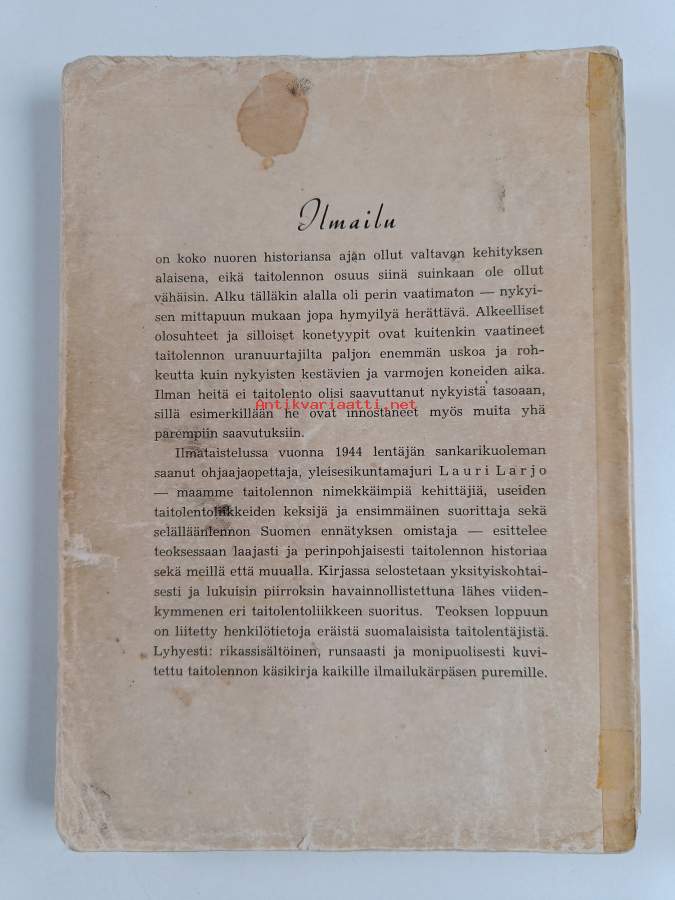 Ilmailu
on koko nuoren historiansa ajan ollut valtavan kehityksen
alaisena, eikä taitolennon osuus siinä suinkaan ole ollut
vähäisin. Alku tälläkin alalla oli perin vaatimaton — nykyi-
sen mittapuun mukaan jopa hymyilyä herättävä. Alkeelliset
olosuhteet ja silloiset konetyypit ovat kuitenkin vaatineet
taitolennon uranuurtajilta paljon enemmän uskoa ja roh-
keutta kuin nykyisten kestävien ja varmojen koneiden aika.
Ilman heitä ei taitolento olisi saavuttanut nykyistä tasoaan,
Antikvariaatti.net
sillä esimerkillään he ovat innostaneet myös muita yhä
parempiin saavutuksiin.
Ilmataistelussa vuonna 1944 lentäjän sankarikuoleman
saanut ohjaajaopettaja, yleisesikuntamajuri Lauri Larjo
— maamme taitolennon nimekkäimpiä kehittäjiä, useiden
taitolentoliikkeiden keksijä ja ensimmäinen suorittaja sekä
selälläänlennon Suomen ennätyksen omistaja — esittelee
teoksessaan laajasti ja perinpohjaisesti taitolennon historiaa
sekä meillä että muualla. Kirjassa selostetaan yksityiskohtai-
sesti ja lukuisin piirroksin havainnollistettuna lähes viiden-
kymmenen eri taitolentoliikkeen suoritus. Teoksen loppuun
on liitetty henkilötietoja eräistä suomalaisista taitolentäjistä.
Lyhyesti: rikassisältöinen, runsaasti ja monipuolisesti kuvi-
tettu taitolennon käsikirja kaikille ilmailukärpäsen puremille.